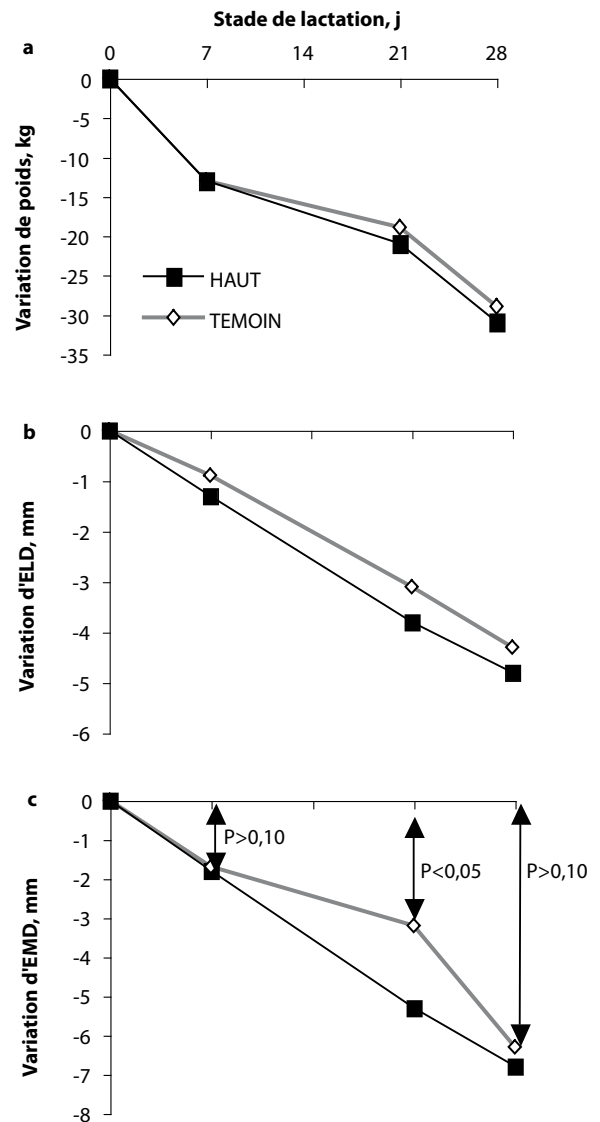 Stade de lactation, j
a
0 7 14 21 28
Variation de poids, kg
0
-5
-10
-15
-20
-25
-30
-35
HAUT
TEMOIN
b
Variation d'ELD, mm
0
-1
-2
-3
-4
-5
-6
c
Variation d'EMD, mm
0
-1
-2
-3
-4
-5
-6
-7
-8
P>0,10
P<0,05
P>0,10